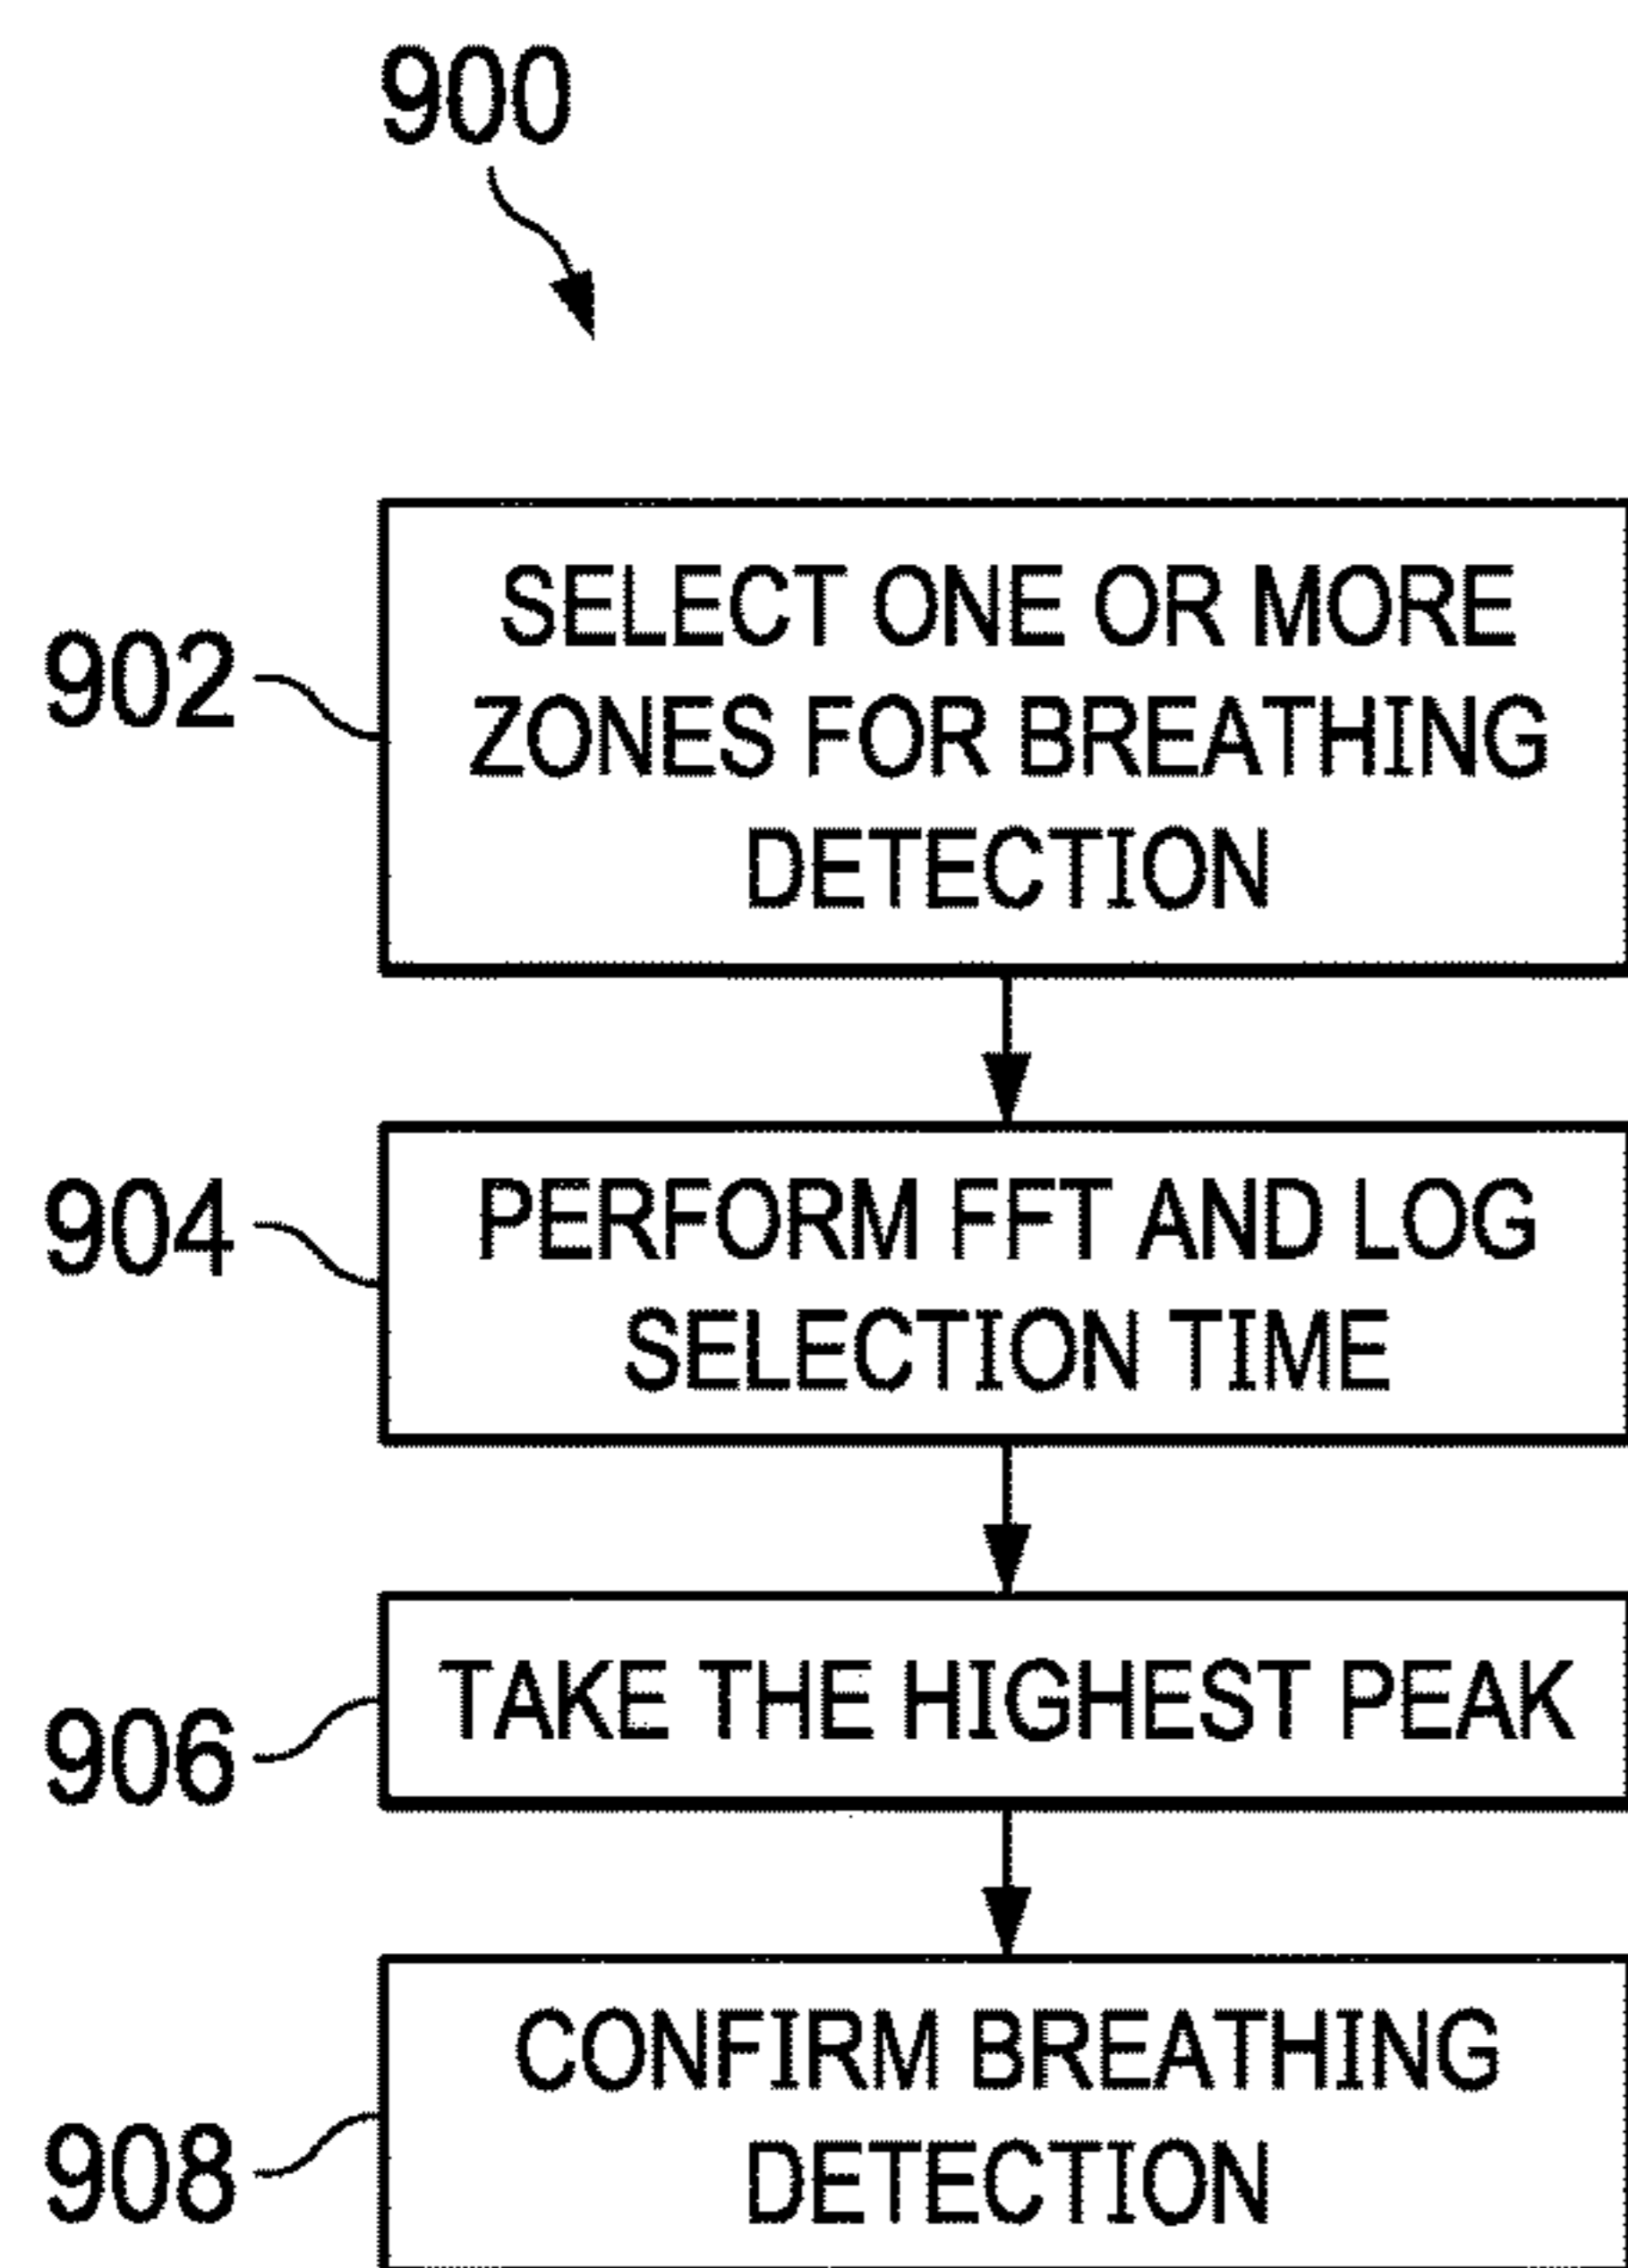 900
902
SELECT ONE OR MORE
ZONES FOR BREATHING
DETECTION
904
PERFORM FFT AND LOG
SELECTION TIME
906
TAKE THE HIGHEST PEAK
908
CONFIRM BREATHING
DETECTION